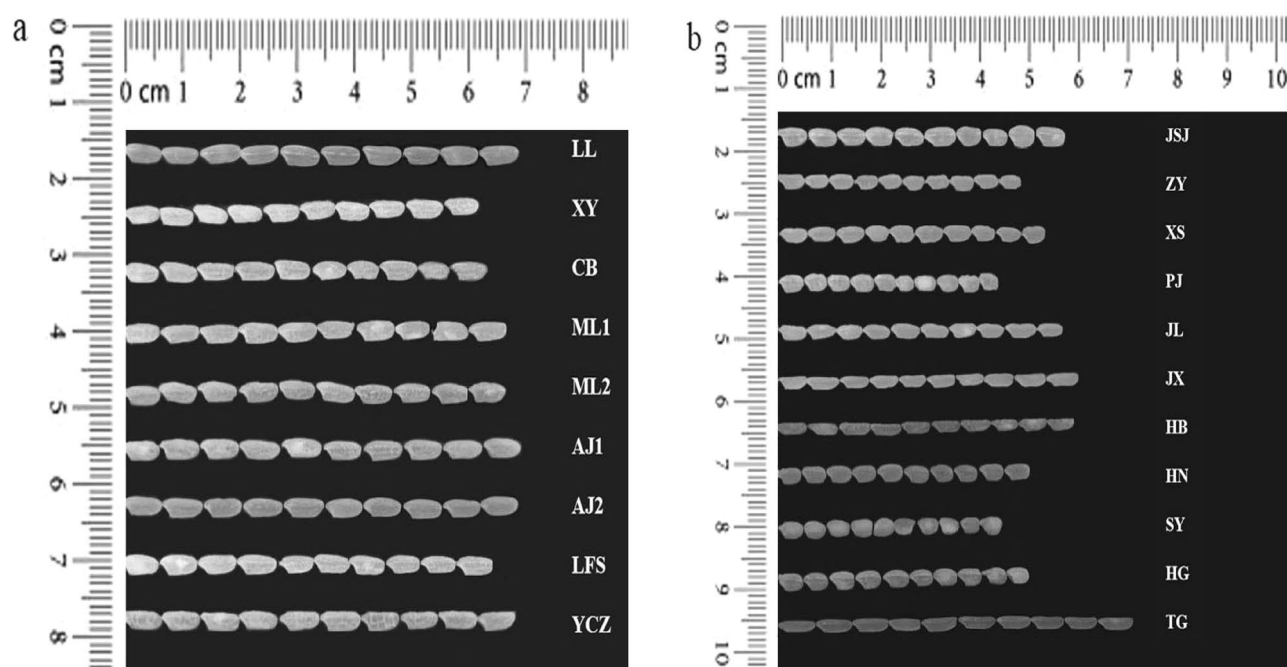 a
0 cm 1 2 3 4 5 6 7 8
0 cm 1 2 3 4 5 6 7 8
LL
XY
CB
ML1
ML2
AJ1
AJ2
LFS
YCZ
b
0 cm 1 2 3 4 5 6 7 8 9 10
0 cm 1 2 3 4 5 6 7 8 9 10
JSJ
ZY
XS
PJ
JL
JX
HB
HN
SY
HG
TG